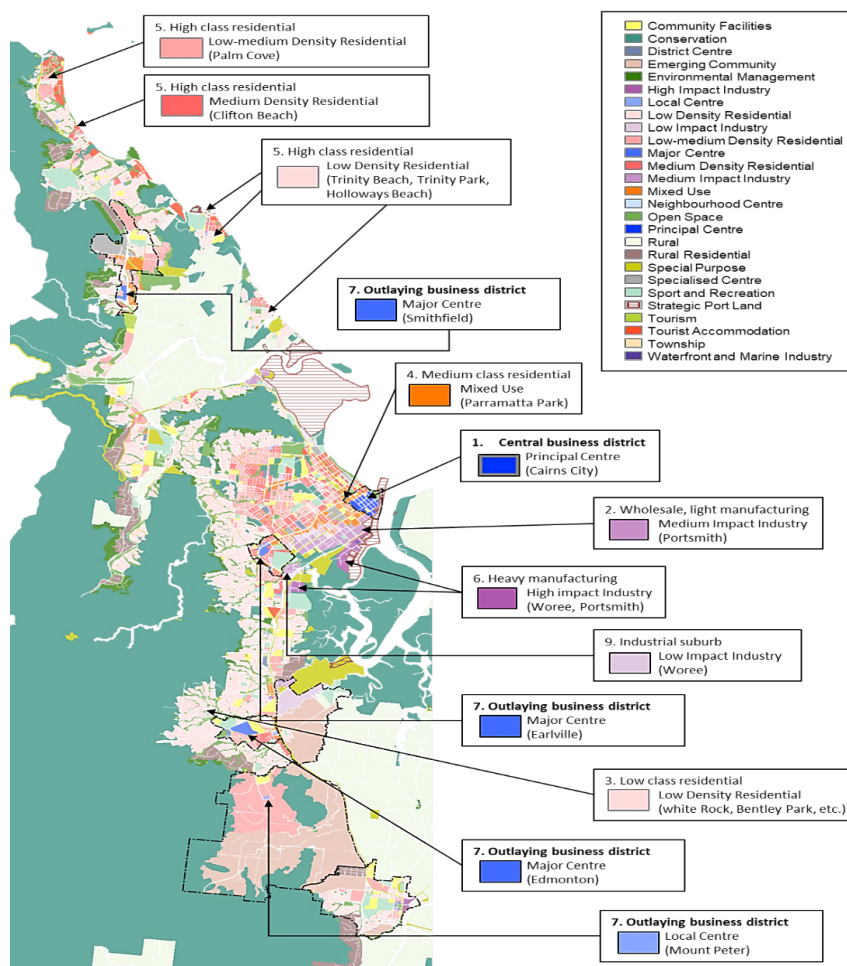 5. High class residential
Low-medium Density Residential
(Palm Cove)
5. High class residential
Medium Density Residential
(Clifton Beach)
5. High class residential
Low Density Residential
(Trinity Beach, Trinity Park,
Holloways Beach)
7. Outlaying business district
Major Centre
(Smithfield)
4. Medium class residential
Mixed Use
(Parramatta Park)
1. Central business district
Principal Centre
(Cairns City)
2. Wholesale, light manufacturing
Medium Impact Industry
(Portsmith)
6. Heavy manufacturing
High impact Industry
(Woree, Portsmith)
9. Industrial suburb
Low Impact Industry
(Woree)
7. Outlaying business district
Major Centre
(Earlville)
3. Low class residential
Low Density Residential
(white Rock, Bentley Park, etc.)
7. Outlaying business district
Major Centre
(Edmonton)
7. Outlaying business district
Local Centre
(Mount Peter)
Community Facilities
Conservation
District Centre
Emerging Community
Environmental Management
High Impact Industry
Local Centre
Low Density Residential
Low Impact Industry
Low-medium Density Residential
Major Centre
Medium Density Residential
Medium Impact Industry
Mixed Use
Neighbourhood Centre
Open Space
Principal Centre
Rural
Rural Residential
Special Purpose
Specialised Centre
Sport and Recreation
Strategic Port Land
Tourism
Tourist Accommodation
Township
Waterfront and Marine Industry